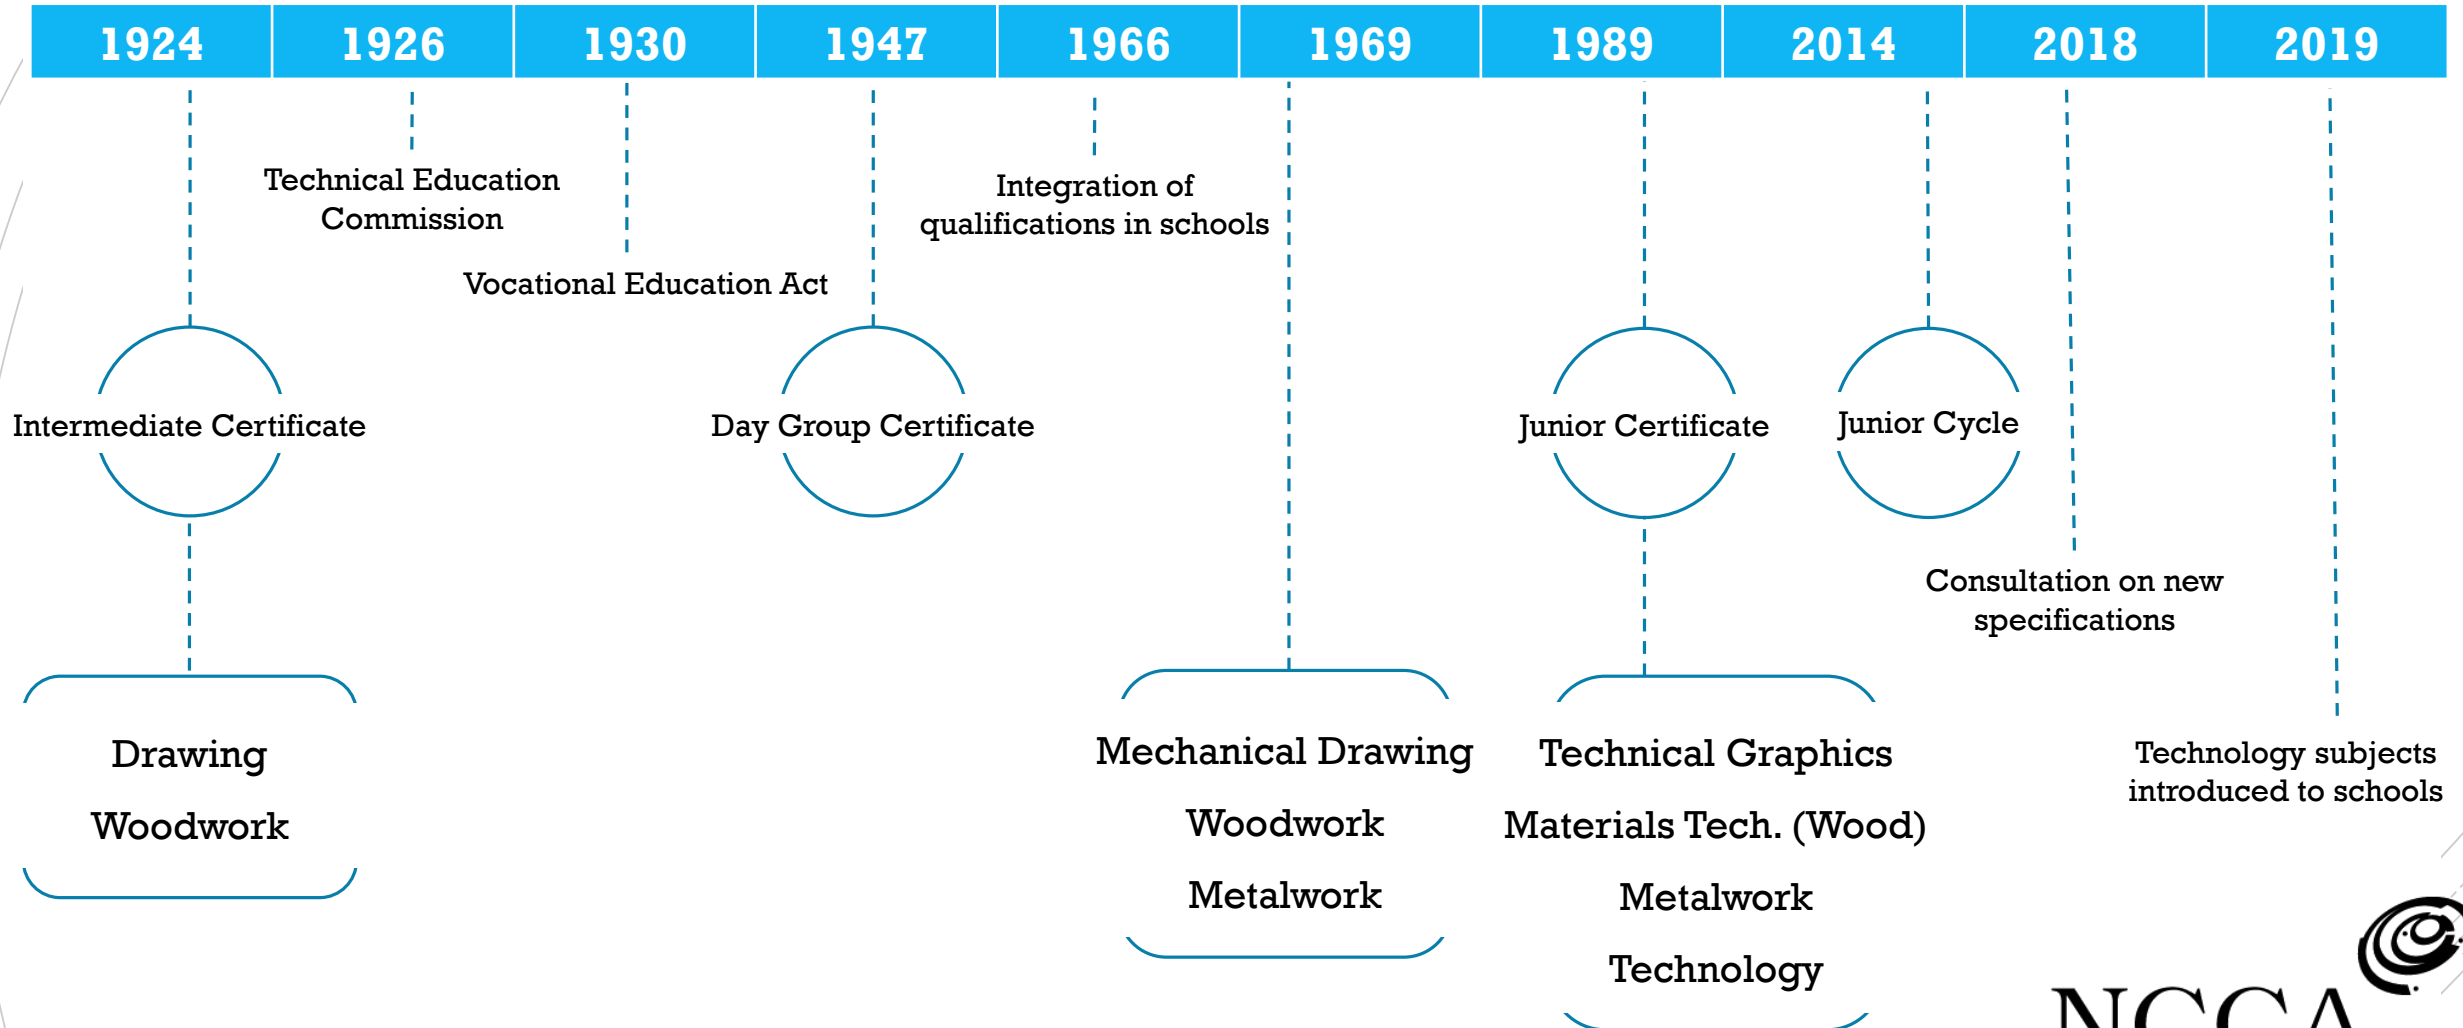 1924 1926 1930 1947 1966 1969 1989 2014 2018 2019
Technical Education
Commission
Integration of
qualifications in schools
Vocational Education Act
Intermediate Certificate
Day Group Certificate
Junior Certificate
Junior Cycle
Consultation on new
specifications
Drawing
Woodwork
Mechanical Drawing
Woodwork
Metalwork
Technical Graphics
Materials Tech. (Wood)
Metalwork
Technology
Technology subjects
introduced to schools
NCCA